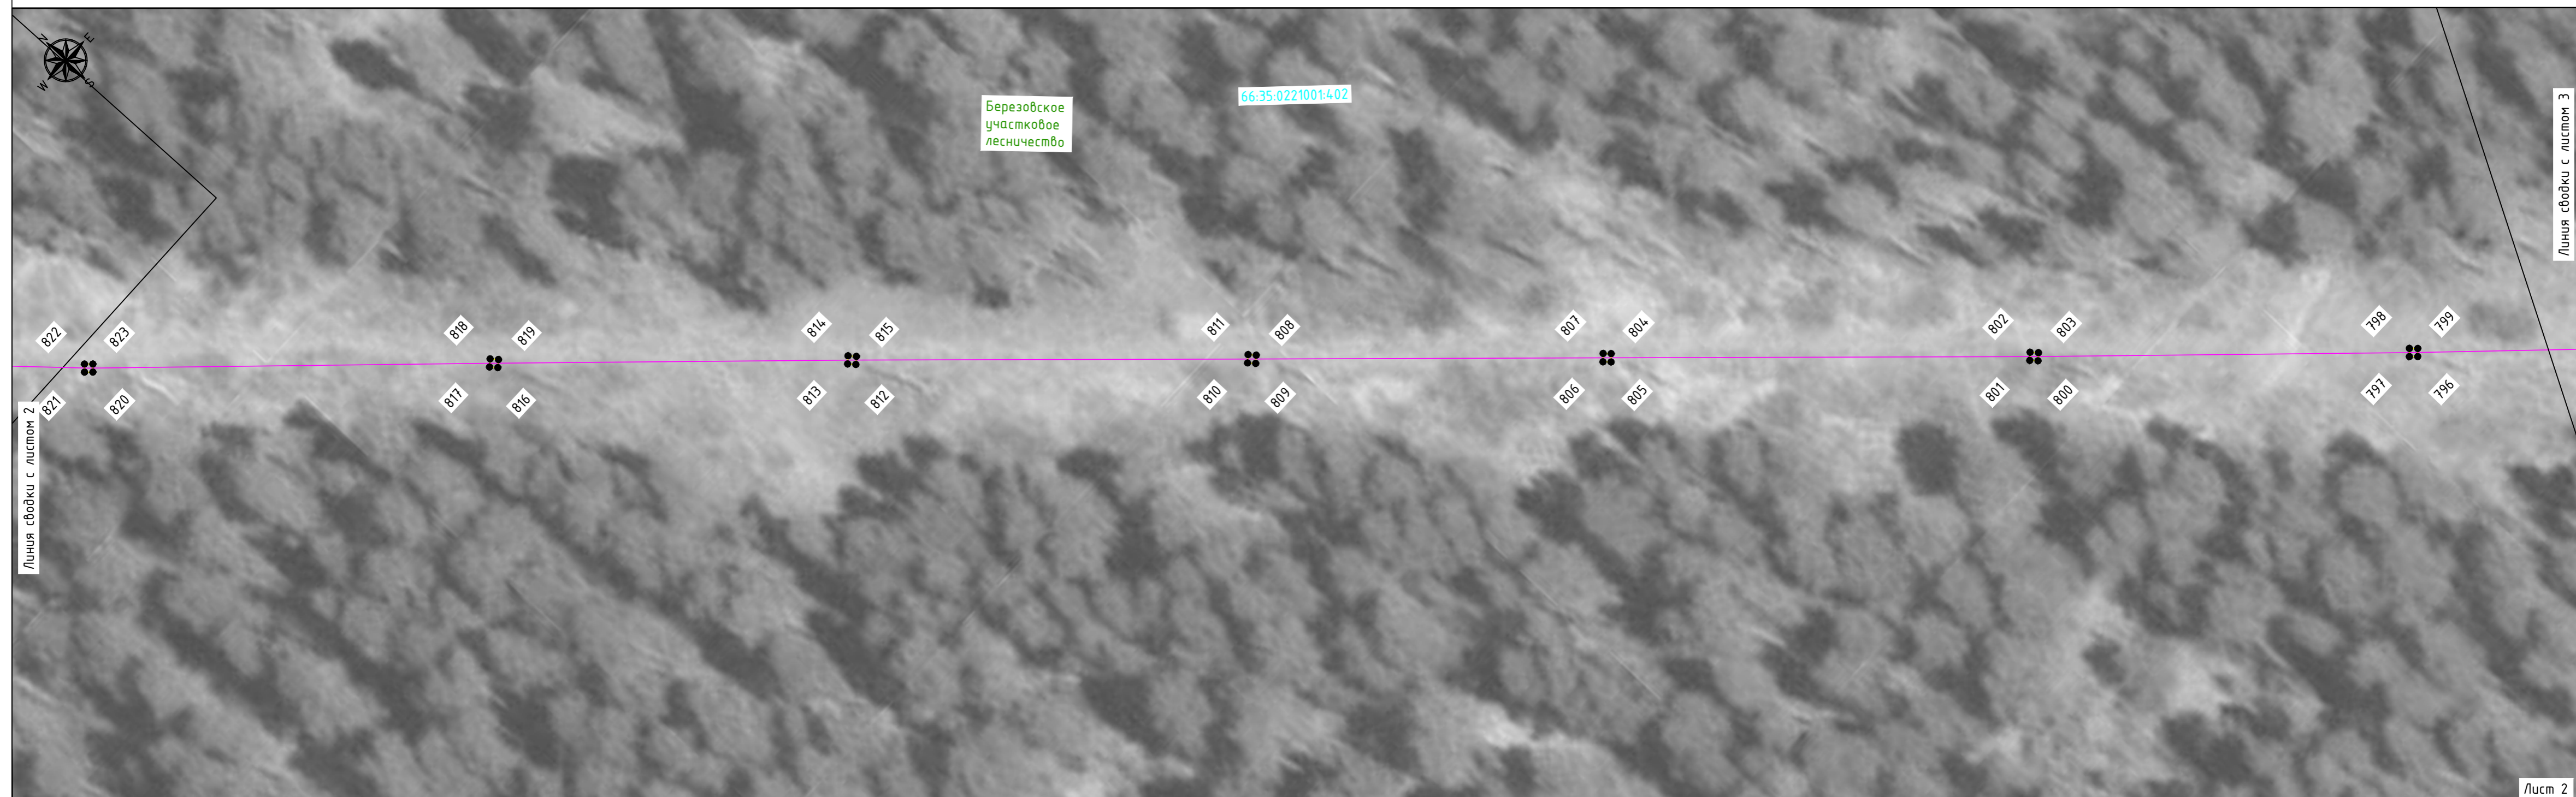 N
E
W
S
Березовское
участковое
лесничество
66:35:0221001:402
Линия сводки с листом 3
822
823
818
819
814
815
811
808
807
804
802
803
798
799
821
820
817
816
813
812
810
809
806
805
801
800
797
796
Линия сводки с листом 2
Лист 2